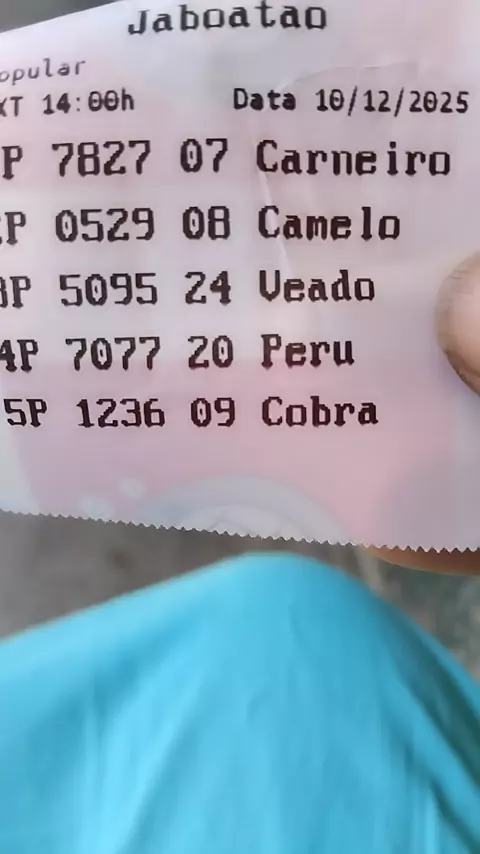 Jaboatao
opular
XT 14:00h Data 10/12/2025
P 7827 07 Carneiro
P 0529 08 Camelo
3P 5095 24 Veado
4P 7077 20 Peru
5P 1236 09 Cobra